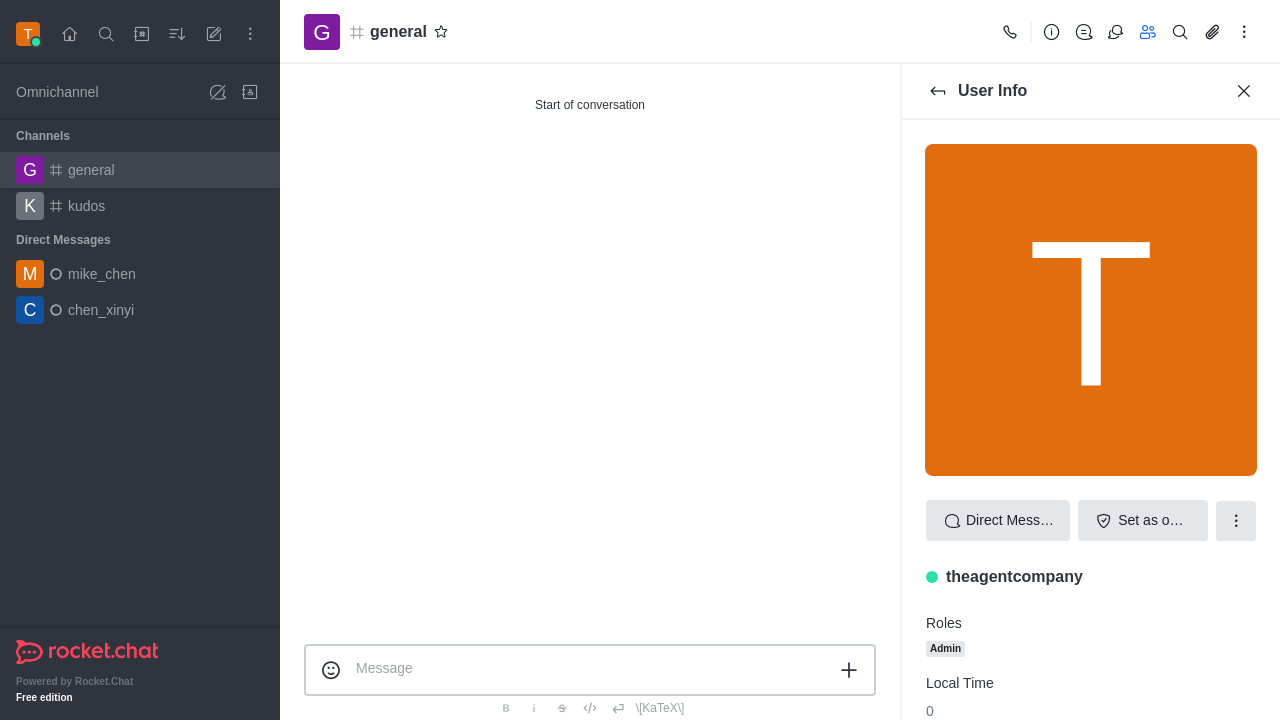 T
Omnichannel
Channels
G general
K kudos
Direct Messages
M mike_chen
C chen_xinyi
rocket.chat
Powered by Rocket.Chat
Free edition
G general
Start of conversation
Message
B i S \[KaTeX\]
User Info
T
Direct Mess… Set as o…
theagentcompany
Roles
Admin
Local Time
0